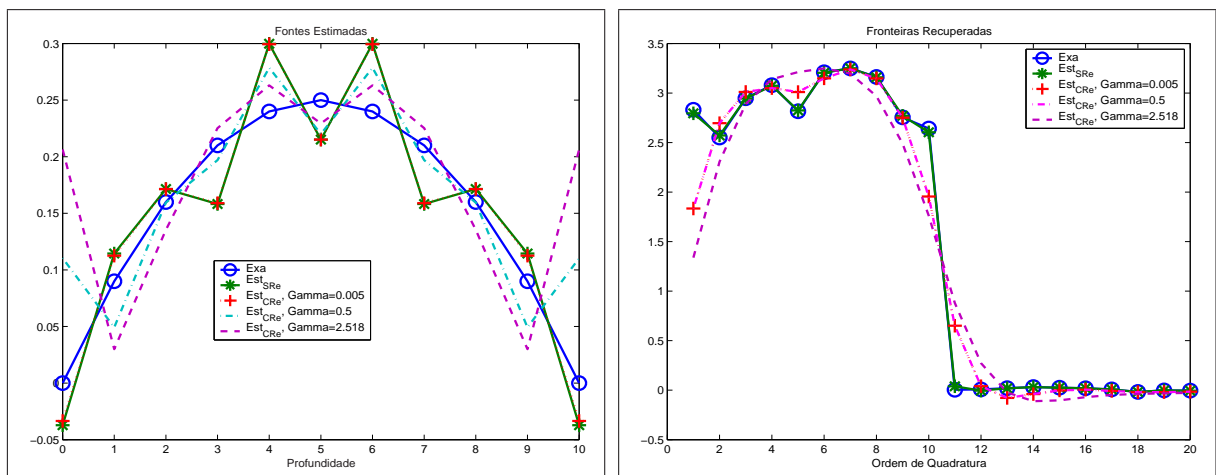 Fontes Estimadas
0.3
0.25
0.2
0.15
0.1
0.05
0
−0.05
0 1 2 3 4 5 6 7 8 9 10
Profundidade
Exa
Est_SRe
Est_CRe, Gamma=0.005
Est_CRe, Gamma=0.5
Est_CRe, Gamma=2.518
Fronteiras Recuperadas
3.5
3
2.5
2
1.5
1
0.5
0
−0.5
0 2 4 6 8 10 12 14 16 18 20
Ordem de Quadratura
Exa
Est_SRe
Est_CRe, Gamma=0.005
Est_CRe, Gamma=0.5
Est_CRe, Gamma=2.518